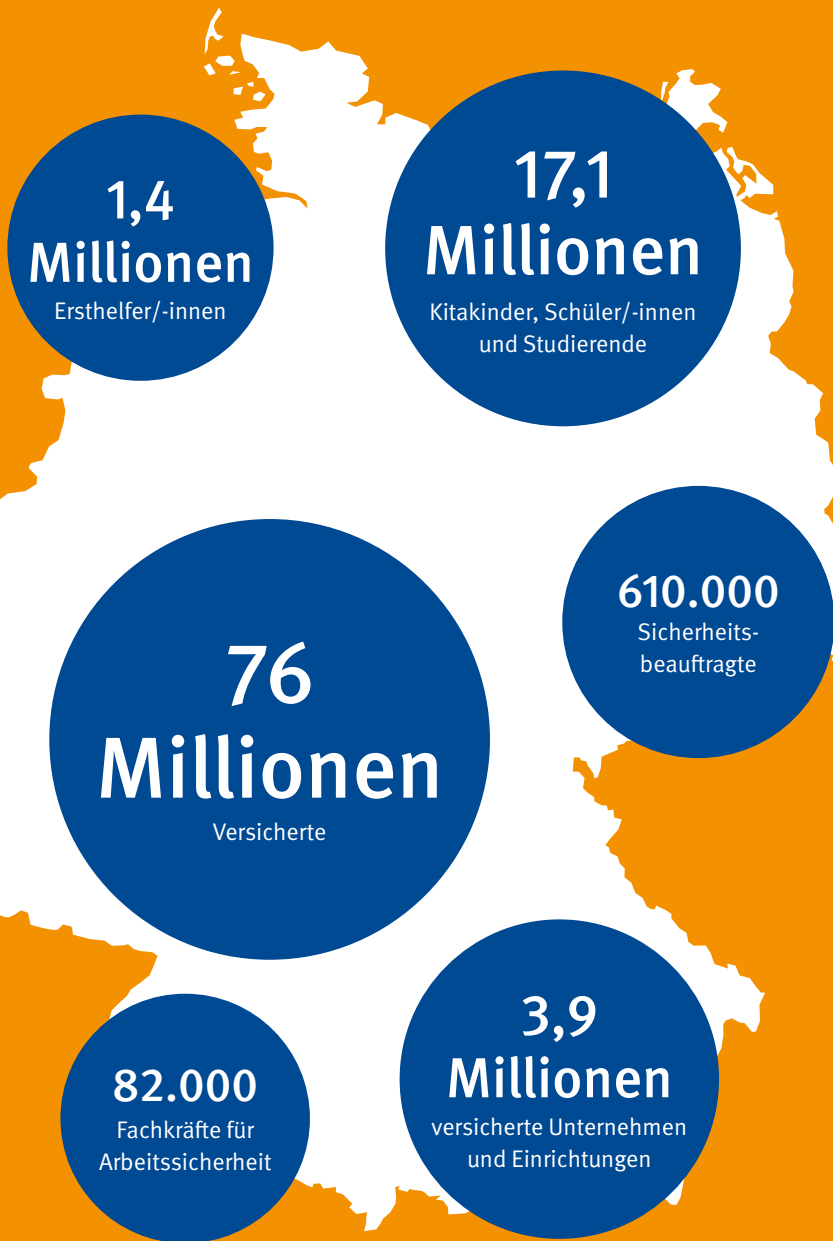 1,4
Millionen
Ersthelfer/-innen
17,1
Millionen
Kitakinder, Schüler/-innen
und Studierende
610.000
Sicherheits-
beauftragte
76
Millionen
Versicherte
3,9
Millionen
versicherte Unternehmen
und Einrichtungen
82.000
Fachkräfte für
Arbeitssicherheit